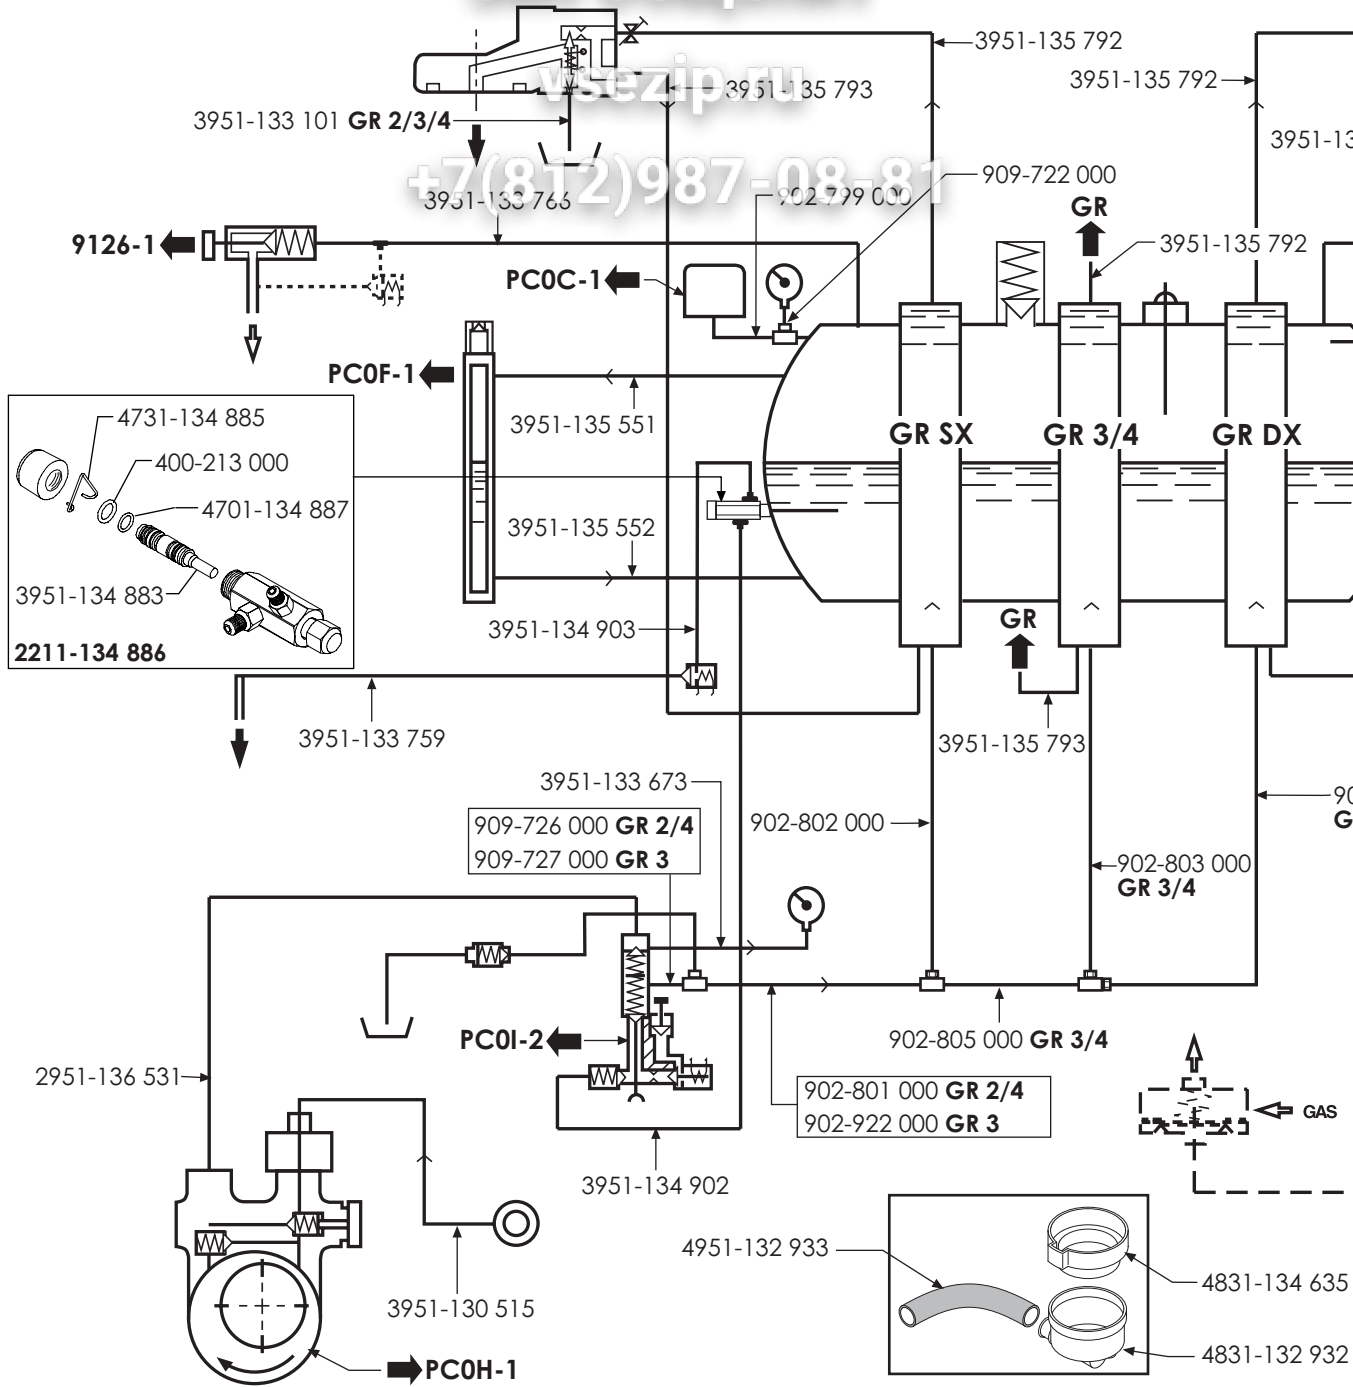 3951-135 792
3951-135 792
vsezip.ru
3951-135 793
3951-133 101 GR 2/3/4
3951-13
+7(812)987-08-81
909-722 000
3951-133 766
902-799 000
GR
9126-1
3951-135 792
PC0C-1
PC0F-1
4731-134 885
3951-135 551
GR SX
GR 3/4
GR DX
400-213 000
4701-134 887
3951-135 552
3951-134 883
3951-134 903
GR
2211-134 886
3951-133 759
3951-135 793
3951-133 673
909-726 000 GR 2/4
909-727 000 GR 3
902-802 000
90
G
902-803 000
GR 3/4
PC0I-2
902-805 000 GR 3/4
2951-136 531
902-801 000 GR 2/4
902-922 000 GR 3
GAS
3951-134 902
4951-132 933
4831-134 635
3951-130 515
4831-132 932
PC0H-1